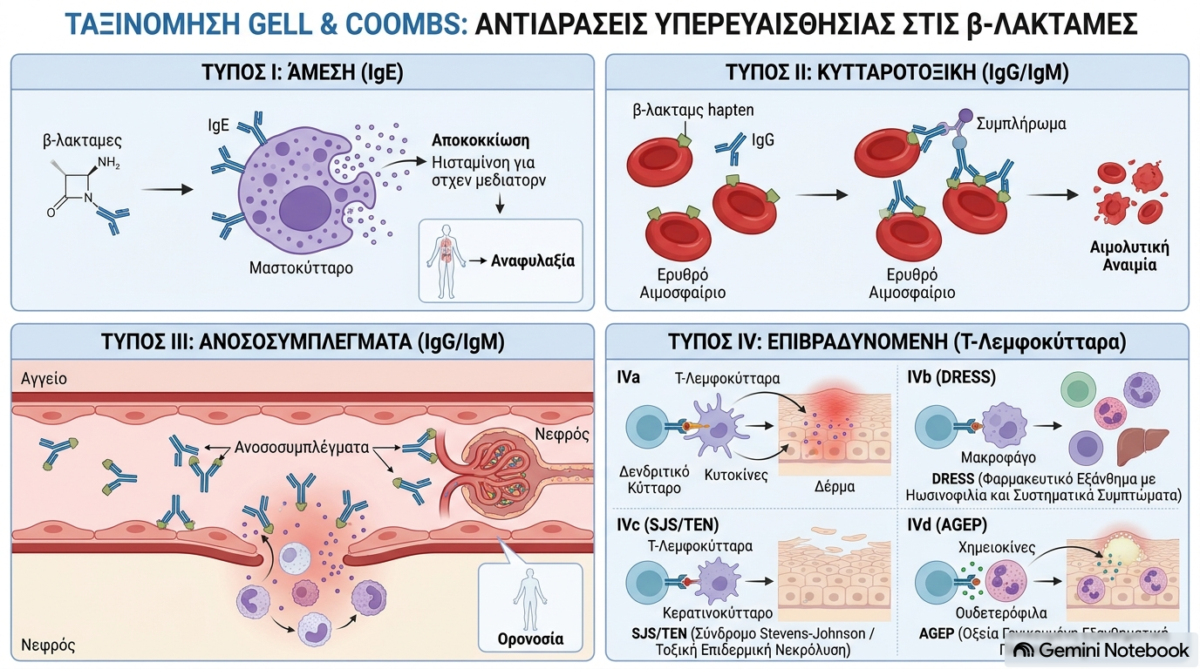 ΤΑΞΙΝΟΜΗΣΗ GELL & COOMBS: ΑΝΤΙΔΡΑΣΕΙΣ ΥΠΕΡΕΥΑΙΣΘΗΣΙΑΣ ΣΤΙΣ β-ΛΑΚΤΑΜΕΣ
ΤΥΠΟΣ I: ΆΜΕΣΗ (IgE)
β-λακταμες
NH₂
N
O
IgE
Μαστοκύτταρο
Αποκοκκίωση
Ηισταμίνη για
στχεν μεδιατορν
Αναφυλαξία
ΤΥΠΟΣ II: ΚΥΤΤΑΡΟΤΟΞΙΚΗ (IgG/IgM)
β-λακταμς hapten
IgG
Ερυθρό
Αιμοσφαίριο
Συμπλήρωμα
Ερυθρό
Αιμοσφαίριο
Αιμολυτική
Αναιμία
ΤΥΠΟΣ III: ΑΝΟΣΟΣΥΜΠΛΕΓΜΑΤΑ (IgG/IgM)
Αγγείο
Ανοσοσυμπλέγματα
Νεφρός
Ορονοσία
Νεφρός
ΤΥΠΟΣ IV: ΕΠΙΒΡΑΔΥΝΟΜΕΝΗ (Τ-Λεμφοκύτταρα)
IVa
Τ-Λεμφοκύτταρα
Δενδριτικό
Κύτταρο
Κυτοκίνες
Δέρμα
IVb (DRESS)
Μακροφάγο
DRESS (Φαρμακευτικό Εξάνθημα με
Ηωσινοφιλία και Συστηματικά Συμπτώματα)
IVc (SJS/TEN)
Τ-Λεμφοκύτταρα
Κερατινοκύτταρο
SJS/TEN (Σύνδρομο Stevens-Johnson /
Τοξική Επιδερμική Νεκρόλυση)
IVd (AGEP)
Χημειοκίνες
Ουδετερόφιλα
AGEP (Οξεία
Gemini Notebook